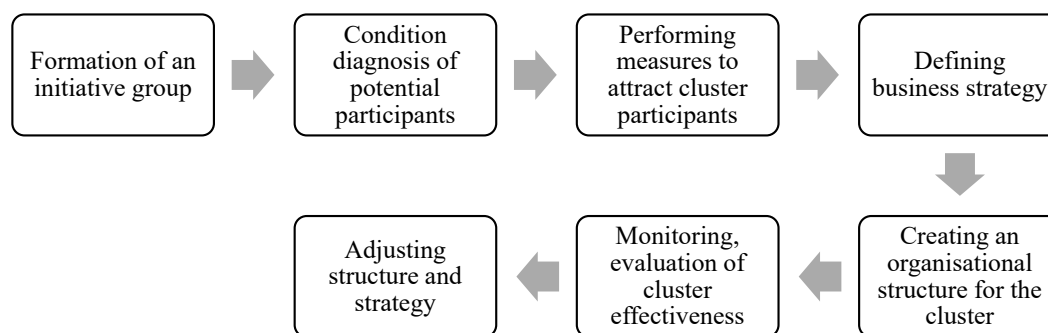 Formation of an
initiative group
Condition
diagnosis of
potential
participants
Performing
measures to
attract cluster
participants
Defining
business strategy
Creating an
organisational
structure for the
cluster
Monitoring,
evaluation of
cluster
effectiveness
Adjusting
structure and
strategy